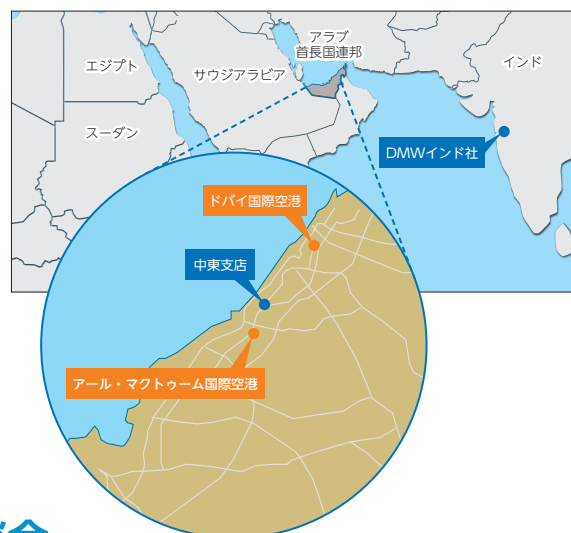 アラブ
首長国連邦
エジプト
サウジアラビア
インド
スーダン
DMWインド社
ドバイ国際空港
中東支店
アール・マクトゥーム国際空港